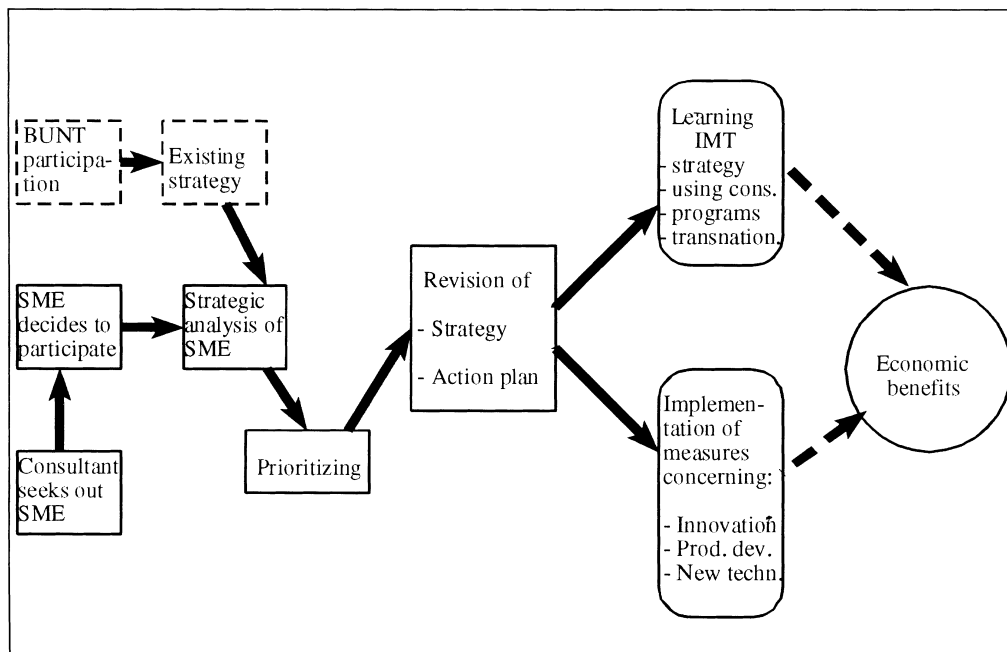 BUNT
participa-
tion
Existing
strategy
SME
decides to
participate
Strategic
analysis of
SME
Consultant
seeks out
SME
Prioritizing
Revision of
- Strategy
- Action plan
Learning
IMT
- strategy
- using cons.
- programs
- transnation.
Implemen-
tation of
measures
concerning:
- Innovation
- Prod. dev.
- New techn.
Economic
benefits